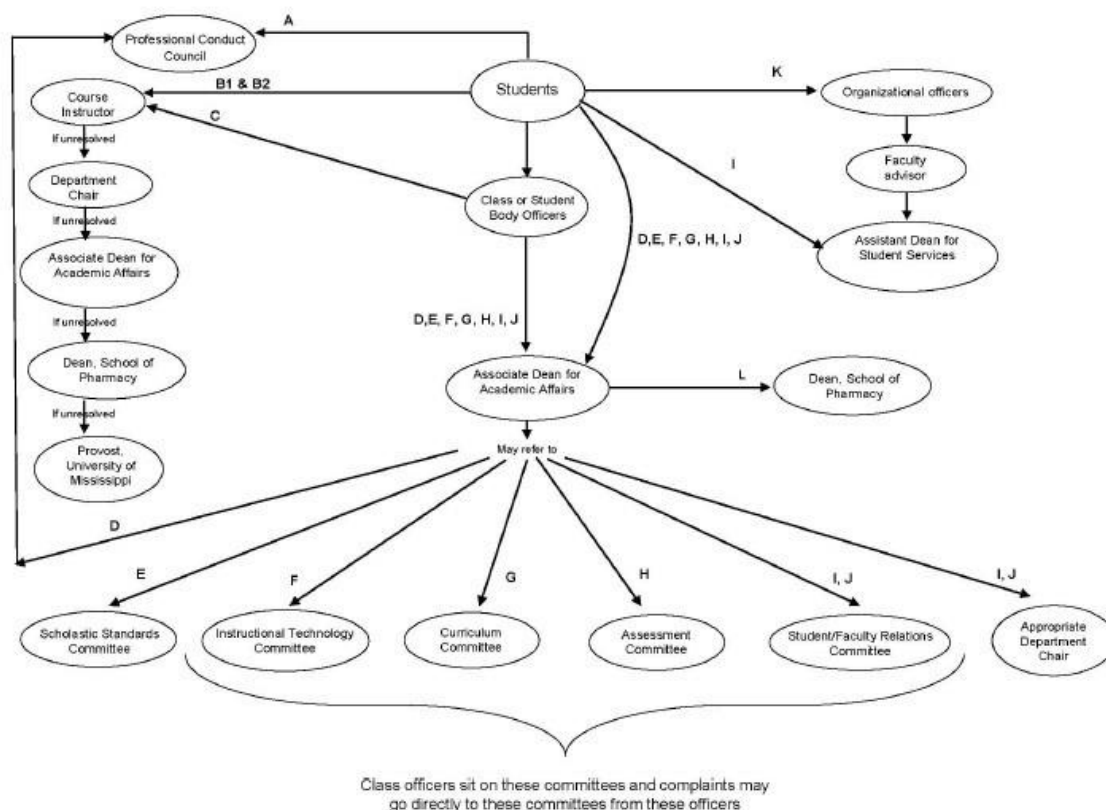 A
Professional Conduct
Council
B1 & B2
K
Students
Course
Instructor
Organizational officers
C
If unresolved
I
Faculty
advisor
Department
Chair
Class or Student
Body Officers
If unresolved
D,E, F, G, H, I, J
Assistant Dean for
Student Services
Associate Dean for
Academic Affairs
If unresolved
D,E, F, G, H, I, J
Dean, School of
Pharmacy
Associate Dean for
Academic Affairs
L
Dean, School of
Pharmacy
If unresolved
Provost,
University of
Mississippi
May refer to
D
E
F
G
H
I, J
I, J
Scholastic Standards
Committee
Instructional Technology
Committee
Curriculum
Committee
Assessment
Committee
Student/Faculty Relations
Committee
Appropriate
Department
Chair
Class officers sit on these committees and complaints may
go directly to these committees from these officers